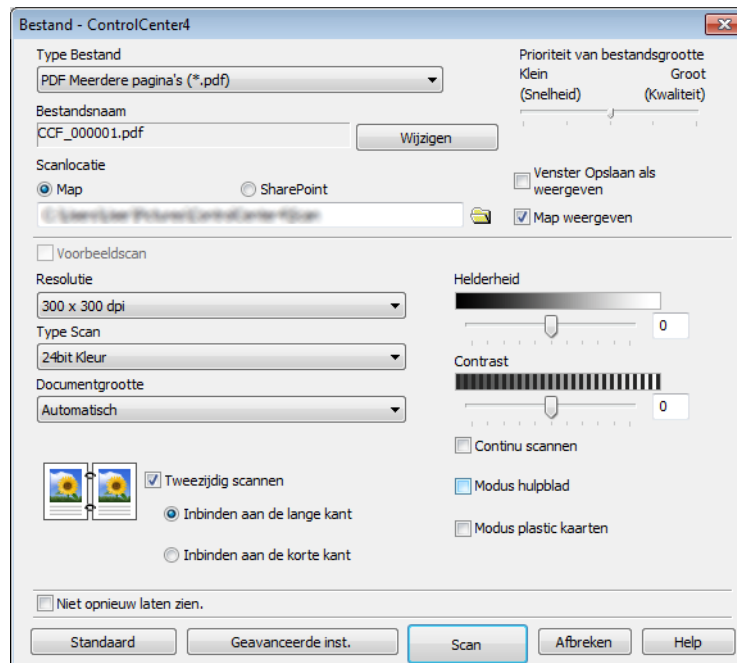 Bestand - ControlCenter4
Type Bestand
PDF Meerdere pagina's (*.pdf)
Prioriteit van bestandsgrootte
Klein Groot
(Snelheid) (Kwaliteit)
Bestandsnaam
CCF_000001.pdf
Wijzigen
Scanlocatie
Map
SharePoint
Venster Opslaan als
weergeven
Map weergeven
Voorbeeldscan
Resolutie
300 x 300 dpi
Type Scan
24bit Kleur
Documentgrootte
Automatisch
Helderheid
0
Contrast
0
Continu scannen
Modus hulpblad
Modus plastic kaarten
Tweezijdig scannen
Inbinden aan de lange kant
Inbinden aan de korte kant
Niet opnieuw laten zien.
Standaard
Geavanceerde inst.
Scan
Afbreken
Help